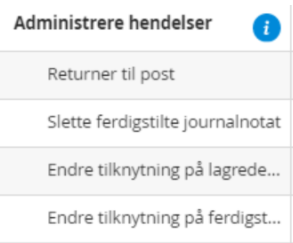 Administrere hendelser i
Returner til post
Slette ferdigstilte journalnotat
Endre tilknytning på lagrede...
Endre tilknytning på ferdigst...